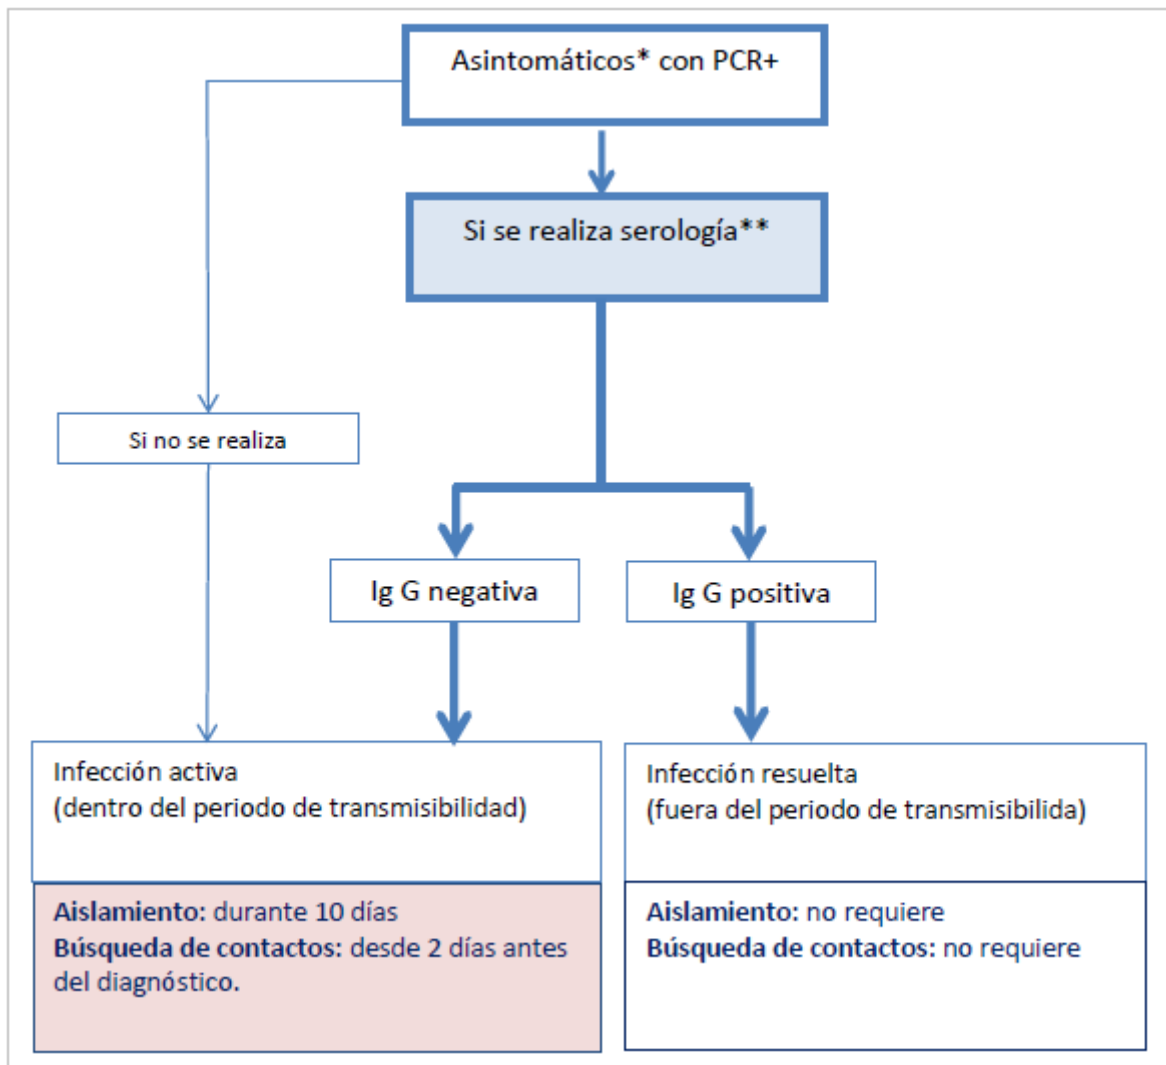 Asintomáticos* con PCR+
Si se realiza serología**
Si no se realiza
Ig G negativa
Ig G positiva
Infección activa
(dentro del periodo de transmisibilidad)
Aislamiento: durante 10 días
Búsqueda de contactos: desde 2 días antes
del diagnóstico.
Infección resuelta
(fuera del periodo de transmisibilida)
Aislamiento: no requiere
Búsqueda de contactos: no requiere